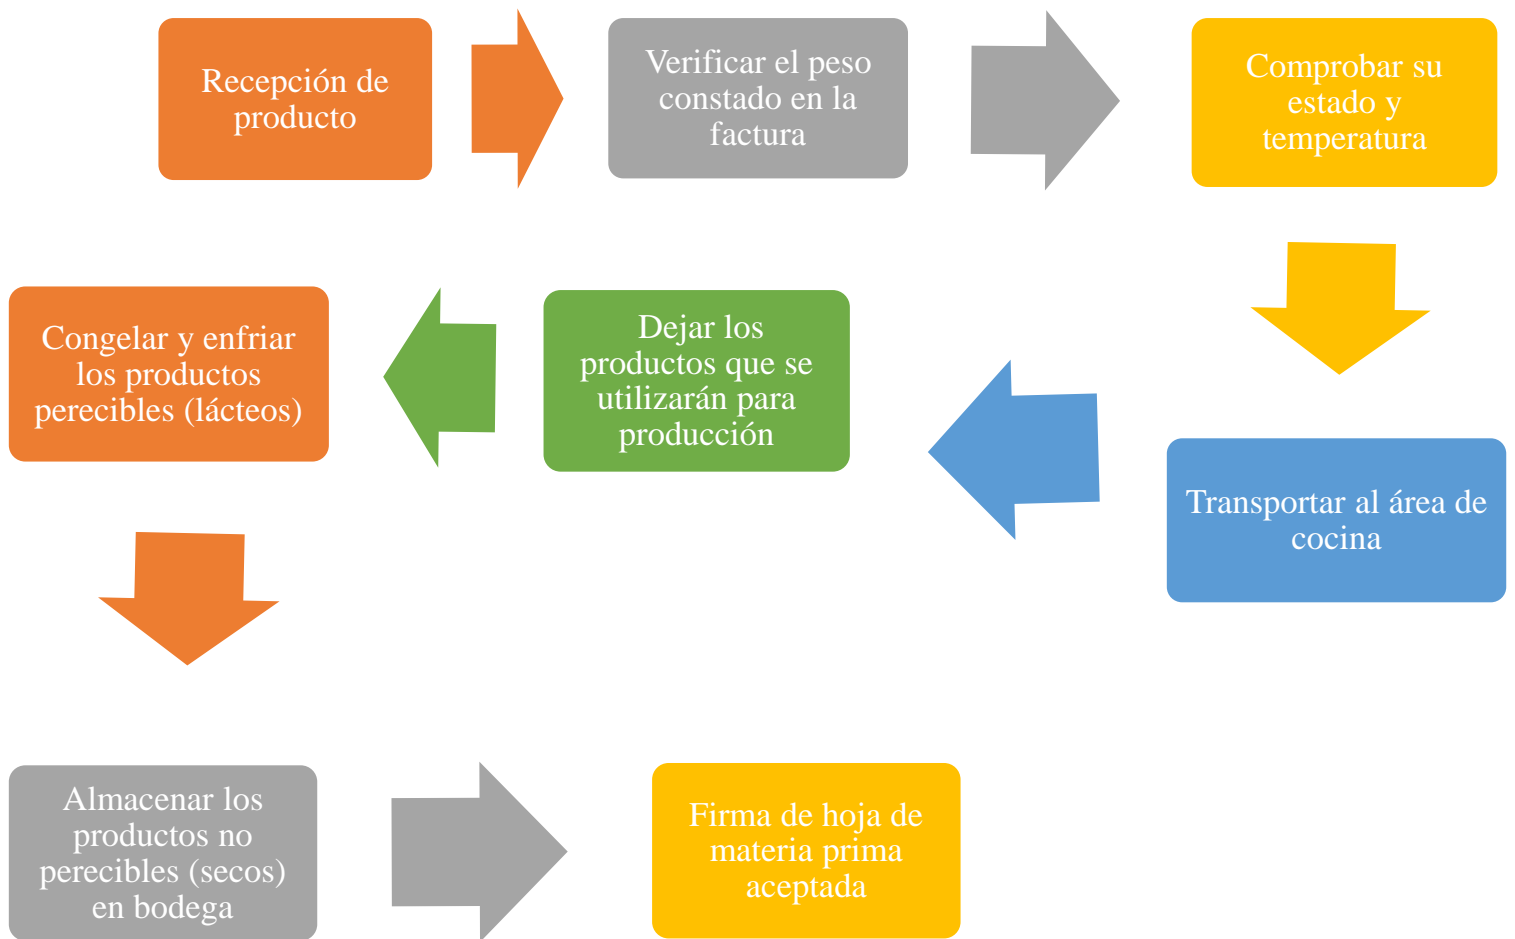 Recepción de
producto
Verificar el peso
constado en la
factura
Comprobar su
estado y
temperatura
Transportar al área de
cocina
Dejar los
productos que se
utilizarán para
producción
Congelar y enfriar
los productos
perecibles (lácteos)
Almacenar los
productos no
perecibles (secos)
en bodega
Firma de hoja de
materia prima
aceptada